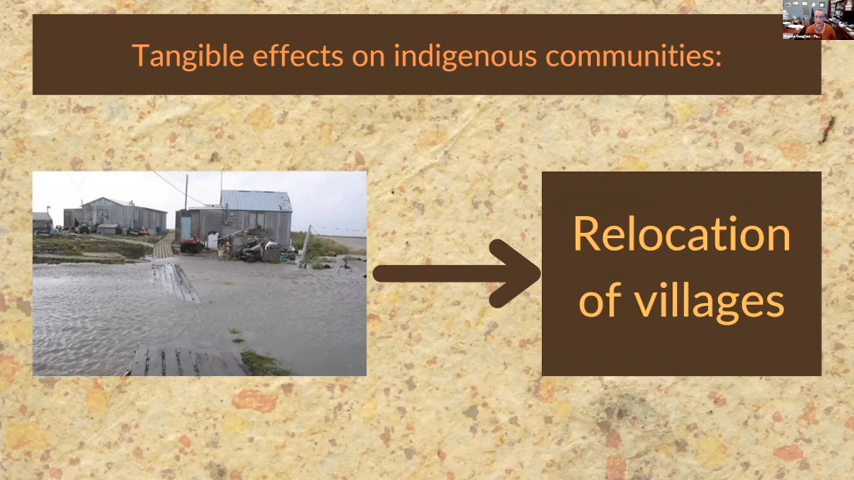 Tangible effects on indigenous communities:
Relocation
of villages